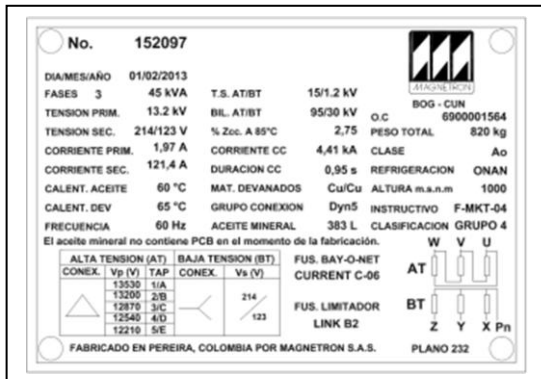 No. 152097
MAGNETRON
DIA/MES/AÑO 01/02/2013
BOG - CUN
FASES 3 45 kVA T.S. AT/BT 15/1.2 kV
O.C 6900001564
TENSION PRIM. 13.2 kV BIL. AT/BT 95/30 kV
TENSION SEC. 214/123 V % Zcc. A 85°C 2,75 PESO TOTAL 820 kg
CORRIENTE PRIM. 1,97 A CORRIENTE CC 4,41 kA CLASE Ao
CORRIENTE SEC. 121,4 A DURACION CC 0,95 s REFRIGERACION ONAN
CALENT. ACEITE 60 °C MAT. DEVANADOS Cu/Cu ALTURA m.s.n.m 1000
CALENT. DEV 65 °C GRUPO CONEXION Dyn5 INSTRUCTIVO F-MKT-04
FRECUENCIA 60 Hz ACEITE MINERAL 383 L CLASIFICACION GRUPO 4
El aceite mineral no contiene PCB en el momento de la fabricación.
W V U
ALTA TENSION (AT) BAJA TENSION (BT)
CONEX. Vp (V) TAP CONEX. Vs (V)
13530 1/A
13200 2/B
12870 3/C
12540 4/D
12210 5/E
214
123
FUS. BAY-O-NET
CURRENT C-06
FUS. LIMITADOR
LINK B2
AT
BT
Z Y X Pn
FABRICADO EN PEREIRA, COLOMBIA POR MAGNETRON S.A.S. PLANO 232